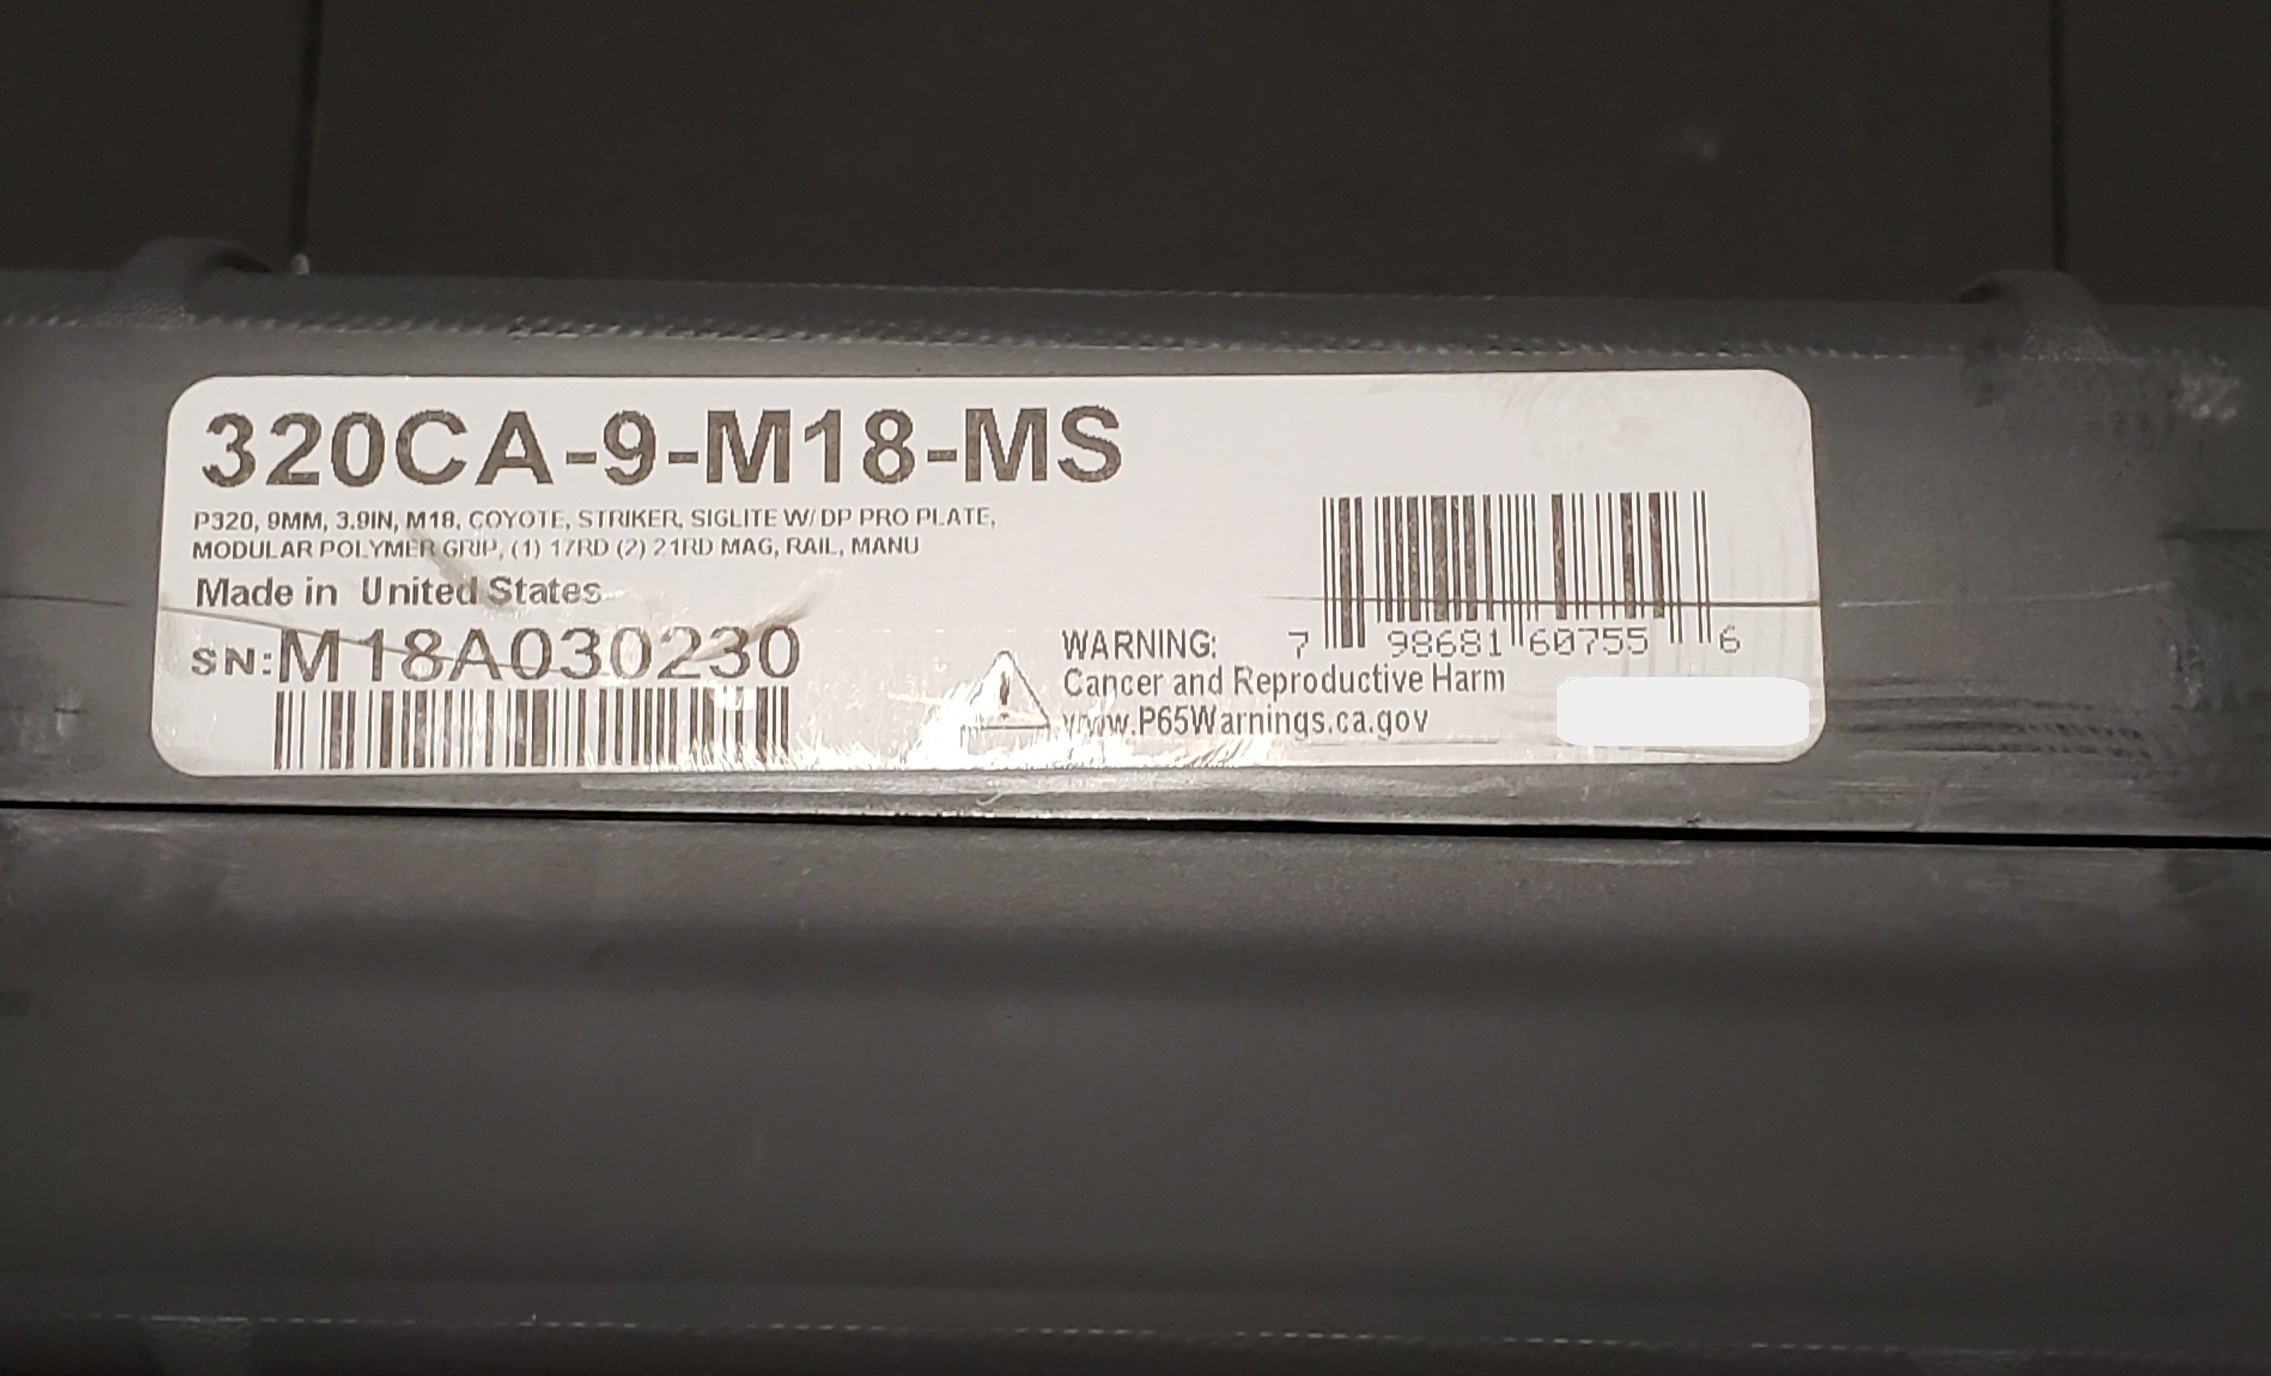 320CA-9-M18-MS
P320, 9MM, 3.9IN, M18, COYOTE, STRIKER, SIGLITE W/ DP PRO PLATE,
MODULAR POLYMER GRIP, (1) 17RD (2) 21RD MAG, RAIL, MANU
Made in United States
SN:M18A030230
7 98681 60755 6
WARNING:
Cancer and Reproductive Harm
www.P65Warnings.ca.gov